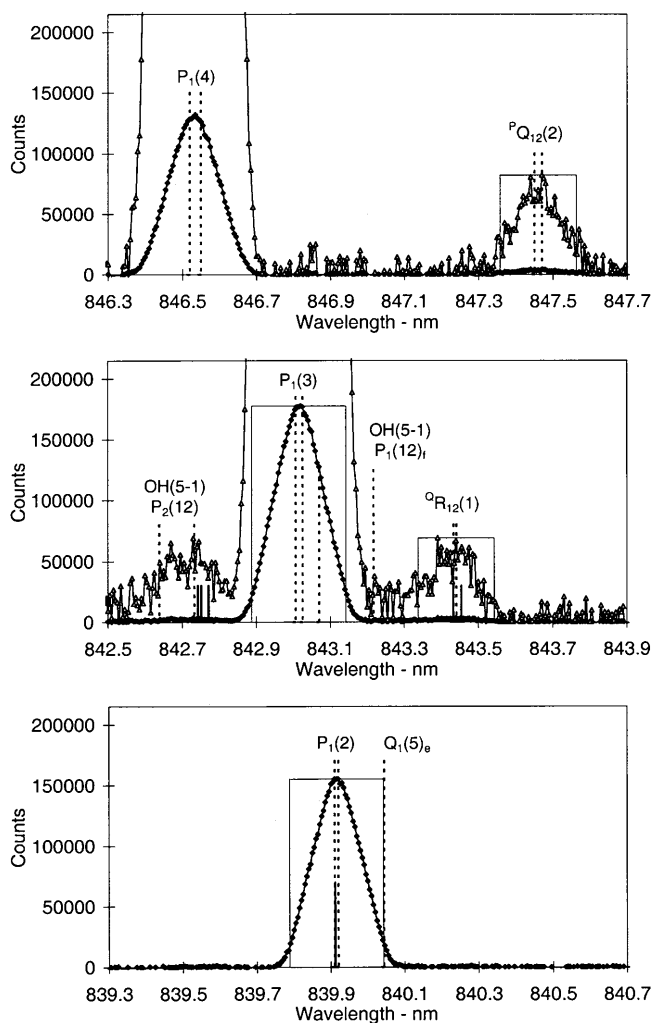 200000
150000
100000
50000
0
Counts
P₁(4)
ᴾQ₁₂(2)
846.3 846.5 846.7 846.9 847.1 847.3 847.5 847.7
Wavelength - nm
200000
150000
100000
50000
0
Counts
P₁(3)
OH(5-1)
P₂(12)
OH(5-1)
P₁(12)f
QR₁₂(1)
842.5 842.7 842.9 843.1 843.3 843.5 843.7 843.9
Wavelength - nm
200000
150000
100000
50000
0
Counts
P₁(2)
Q₁(5)ₑ
839.3 839.5 839.7 839.9 840.1 840.3 840.5 840.7
Wavelength - nm